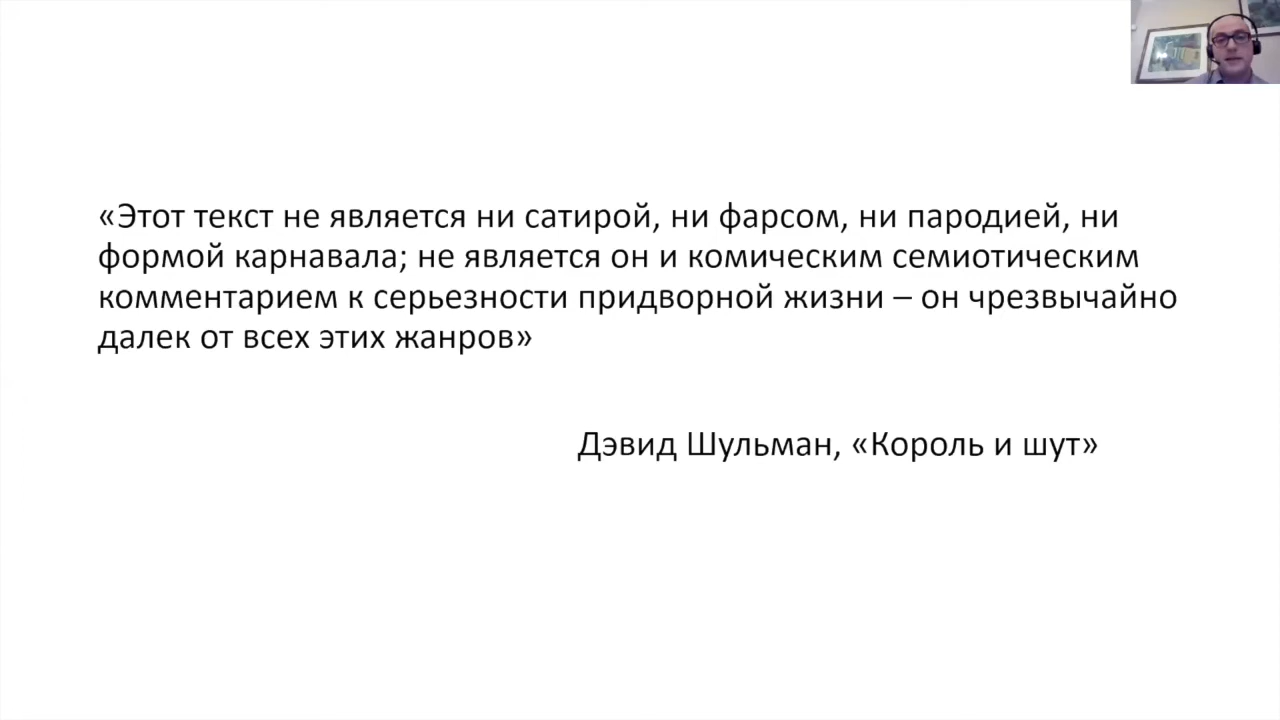 «Этот текст не является ни сатирой, ни фарсом, ни пародией, ни
формой карнавала; не является он и комическим семиотическим
комментарием к серьезности придворной жизни – он чрезвычайно
далек от всех этих жанров»
Дэвид Шульман, «Король и шут»